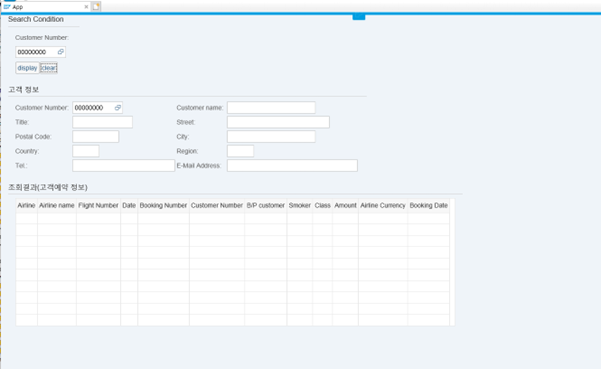 App
Search Condition
Customer Number:
00000000
display clear
고객 정보
Customer Number: 00000000 Customer name:
Title: Street:
Postal Code: City:
Country: Region:
Tel.: E-Mail Address:
조회결과(고객예약 정보)
Airline Airline name Flight Number Date Booking Number Customer Number B/P customer Smoker Class Amount Airline Currency Booking Date